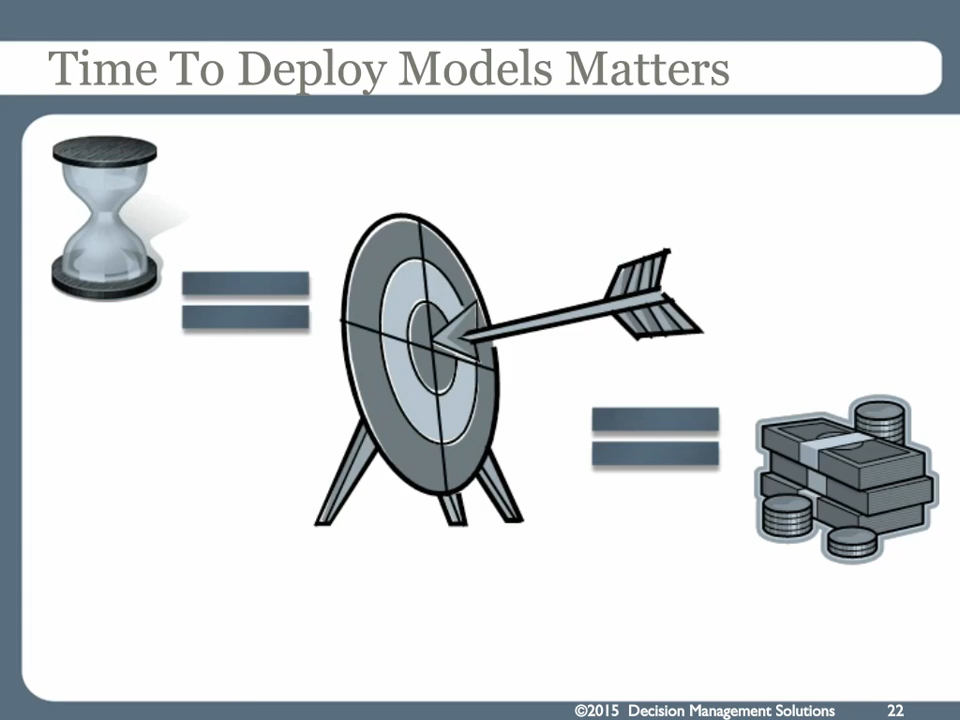 Time To Deploy Models Matters
©2015 Decision Management Solutions 22